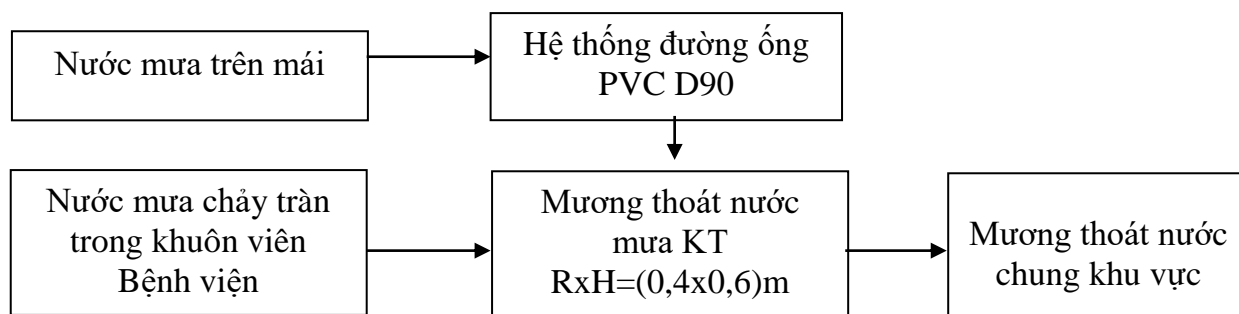 Nước mưa trên mái
Hệ thống đường ống
PVC D90
Nước mưa chảy tràn
trong khuôn viên
Bệnh viện
Mương thoát nước
mưa KT
RxH=(0,4x0,6)m
Mương thoát nước
chung khu vực